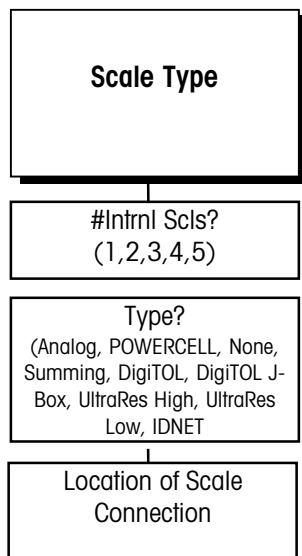 Scale Type
#Intrnl Scls?
(1,2,3,4,5)
Type?
(Analog, POWERCELL, None,
Summing, DigiTOL, DigiTOL J-
Box, UltraRes High, UltraRes
Low, IDNET
Location of Scale
Connection